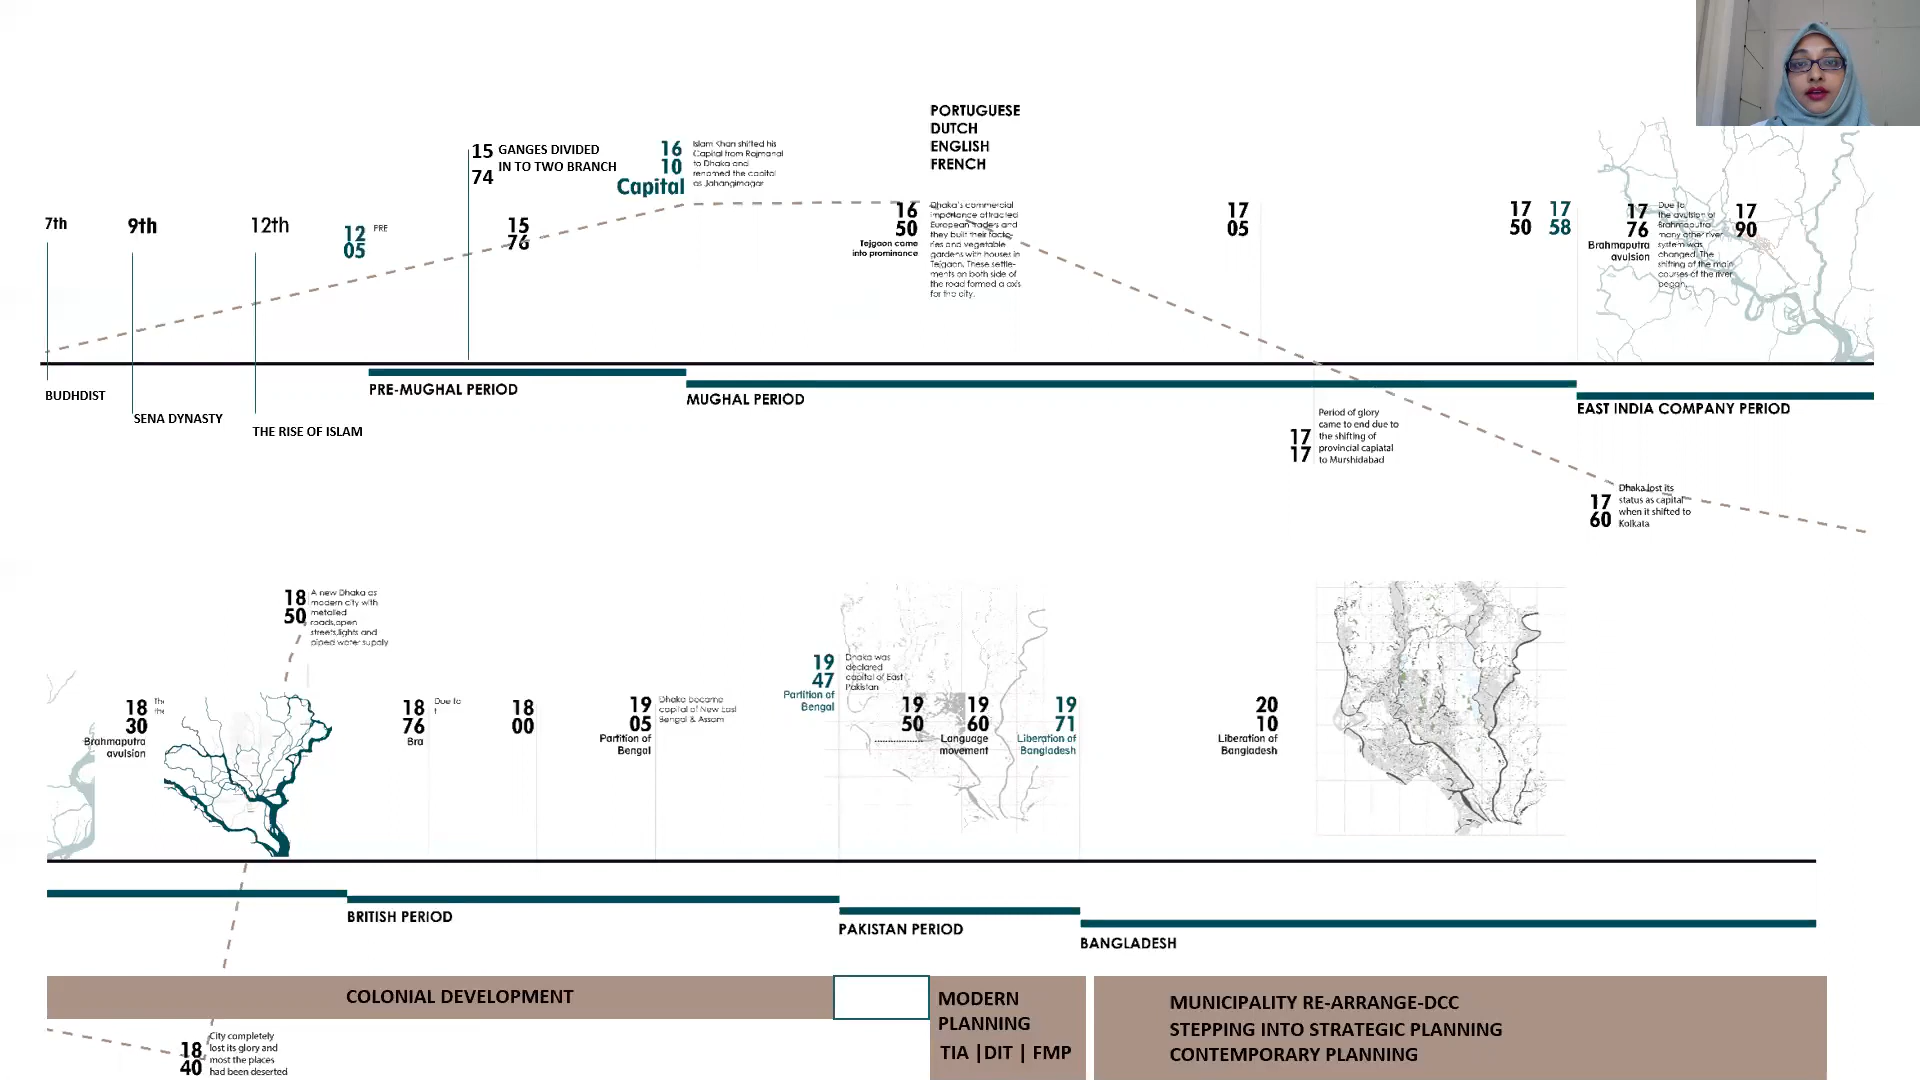 PORTUGUESE
DUTCH
ENGLISH
FRENCH
15
74
GANGES DIVIDED
IN TO TWO BRANCH
16
10
Capital
Islam Khan shifted his
Capital from Rajmahal
to Dhaka and
renamed the capital
as Jahangirnagar
7th
9th
12th
12
05
PRE
15
76
16
50
Tejgaon came
into prominance
Dhaka's commercial
importance attracted
European traders and
they built their facto-
ries and vegetable
gardens with houses in
Tejgaon. These settle-
ments on both side of
the road formed a axis
for the city.
17
05
17
50
17
58
17
76
Brahmaputra
avulsion
Due to
the avulsion of
Brahmaputra
many other river
system was
changed. The
shifting of the main
courses of the river
began.
17
90
BUDHDIST
SENA DYNASTY
THE RISE OF ISLAM
PRE-MUGHAL PERIOD
MUGHAL PERIOD
EAST INDIA COMPANY PERIOD
17
17
Period of glory
came to end due to
the shifting of
provincial capiatal
to Murshidabad
17
60
Dhaka lost its
status as capital
when it shifted to
Kolkata
18
50
A new Dhaka as
modern city with
metalled
roads,open
streets,lights and
piped water supply
18
30
Brahmaputra
avulsion
The
the
18
76
Bra
Due to
t
18
00
19
05
Partition of
Bengal
Dhaka became
capital of New East
Bengal & Assam
19
47
Partition of
Bengal
Dhaka was
declared
capital of East
Pakistan
19
50
19
60
Language
movement
19
71
Liberation of
Bangladesh
20
10
Liberation of
Bangladesh
BRITISH PERIOD
PAKISTAN PERIOD
BANGLADESH
COLONIAL DEVELOPMENT
MODERN
PLANNING
TIA |DIT | FMP
MUNICIPALITY RE-ARRANGE-DCC
STEPPING INTO STRATEGIC PLANNING
CONTEMPORARY PLANNING
18
40
City completely
lost its glory and
most the places
had been deserted